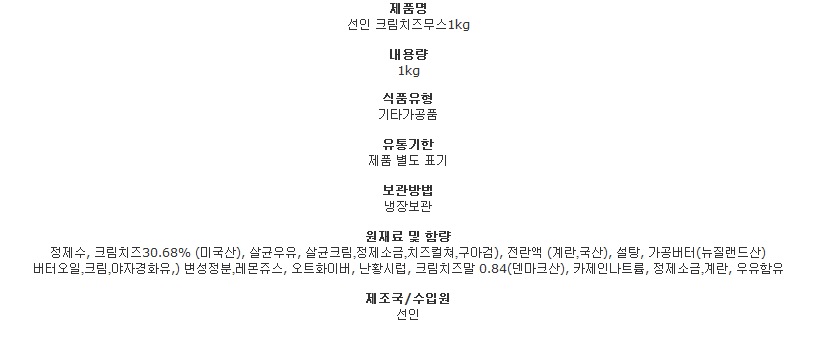 제품명
선인 크림치즈무스1kg
내용량
1kg
식품유형
기타가공품
유통기한
제품 별도 표기
보관방법
냉장보관
원재료 및 함량
정제수, 크림치즈30.68% (미국산), 살균우유, 살균크림,정제소금,치즈컬쳐,구아검), 전란액 (계란,국산), 설탕, 가공버터(뉴질랜드산)
버터오일,크림,야자경화유,) 변성정분,레몬쥬스, 오트화이버, 난황시럽, 크림치즈말 0.84(덴마크산), 카제인나트륨, 정제소금,계란, 우유함유
제조국/수입원
선인